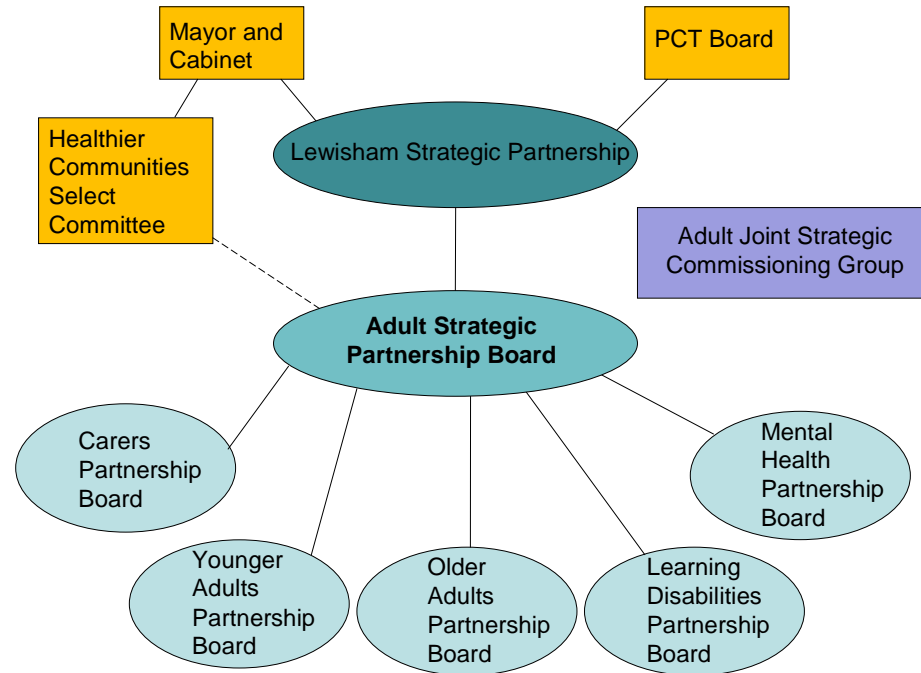 Mayor and
Cabinet
PCT Board
Healthier
Communities
Select
Committee
Lewisham Strategic Partnership
Adult Joint Strategic
Commissioning Group
Adult Strategic
Partnership Board
Carers
Partnership
Board
Mental
Health
Partnership
Board
Younger
Adults
Partnership
Board
Older
Adults
Partnership
Board
Learning
Disabilities
Partnership
Board